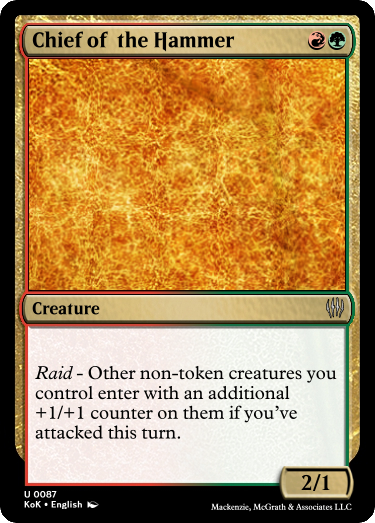 Chief of the Hammer
Creature
Raid - Other non-token creatures you
control enter with an additional
+1/+1 counter on them if you've
attacked this turn.
2/1
U 0087
KoK • English
Mackenzie, McGrath & Associates LLC